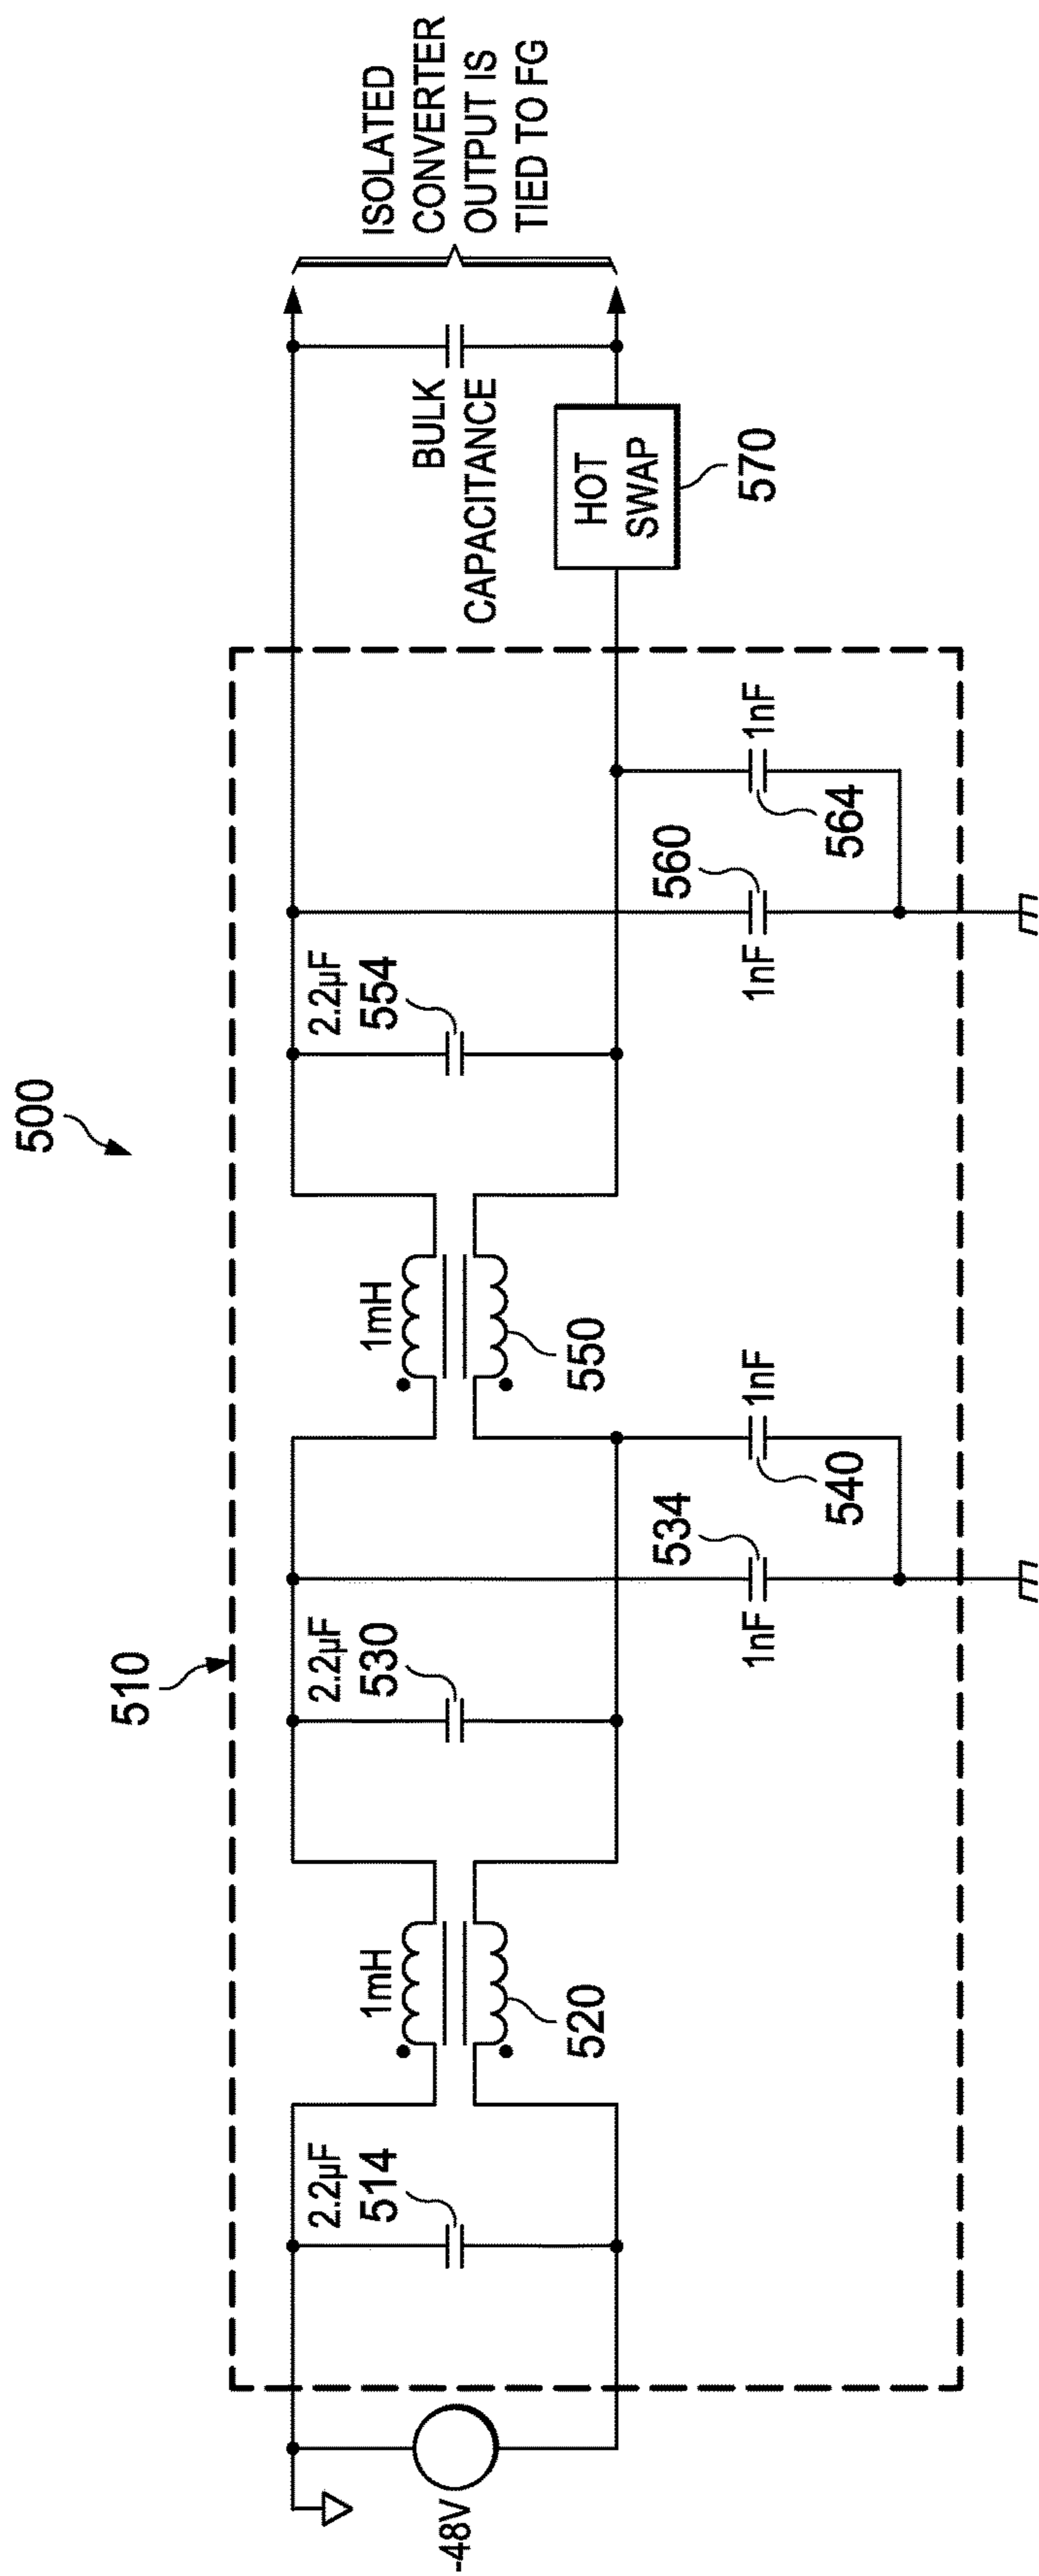 500
510
-48V
2.2µF
514
1mH
520
2.2µF
530
1nF
534
540
1nF
1mH
550
2.2µF
554
1nF
560
564
1nF
HOT
SWAP
570
BULK
CAPACITANCE
ISOLATED
CONVERTER
OUTPUT IS
TIED TO FG